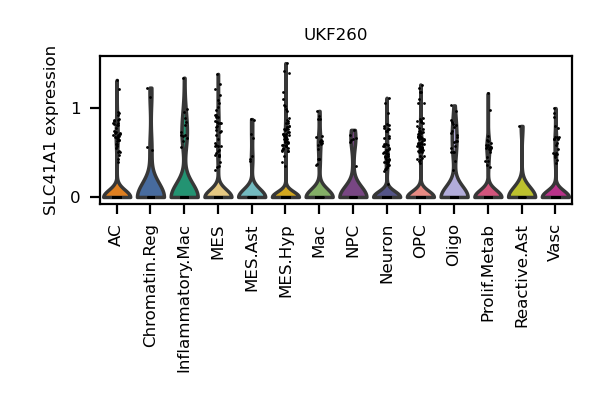 UKF260
SLC41A1 expression
1
0
AC
Chromatin.Reg
Inflammatory.Mac
MES
MES.Ast
MES.Hyp
Mac
NPC
Neuron
OPC
Oligo
Prolif.Metab
Reactive.Ast
Vasc